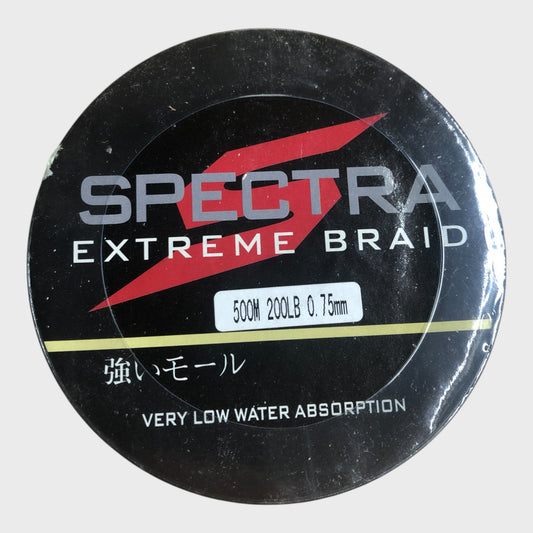 SPECTRA
EXTREME BRAID
500M 200LB 0.75mm
強いモール
VERY LOW WATER ABSORPTION